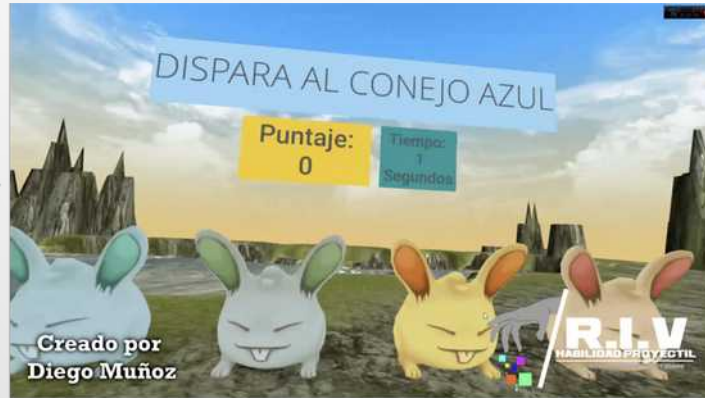 DISPARA AL CONEJO AZUL
Puntaje:
0
Tiempo:
1
Segundos
Creado por
Diego Muñoz
R.I.V
HABILIDAD PROYECTIL